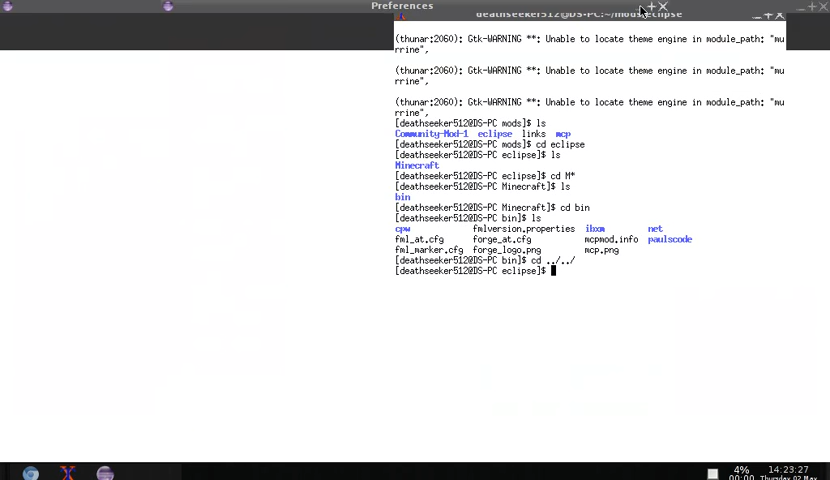 Preferences
deathseeker512@DS-PC:~/mods/eclipse
(thunar:2060): Gtk-WARNING **: Unable to locate theme engine in module_path: "mu
rrine",
(thunar:2060): Gtk-WARNING **: Unable to locate theme engine in module_path: "mu
rrine",
(thunar:2060): Gtk-WARNING **: Unable to locate theme engine in module_path: "mu
rrine",
[deathseeker512@DS-PC mods]$ ls
Community-Mod-1 eclipse links mcp
[deathseeker512@DS-PC mods]$ cd eclipse
[deathseeker512@DS-PC eclipse]$ ls
Minecraft
[deathseeker512@DS-PC eclipse]$ cd M*
[deathseeker512@DS-PC Minecraft]$ ls
bin
[deathseeker512@DS-PC Minecraft]$ cd bin
[deathseeker512@DS-PC bin]$ ls
cpw fmlversion.properties ibxm net
fml_at.cfg forge_at.cfg mcpmod.info paulscode
fml_marker.cfg forge_logo.png mcp.png
[deathseeker512@DS-PC bin]$ cd ../../
[deathseeker512@DS-PC eclipse]$
4% 14:23:27
00:00 Thursday 02 May